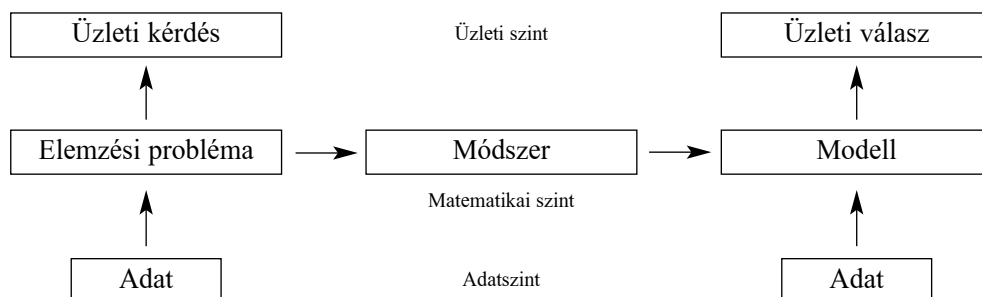 Üzleti kérdés
Üzleti szint
Üzleti válasz
Elemzési probléma
Módszer
Modell
Matematikai szint
Adat
Adatszint
Adat